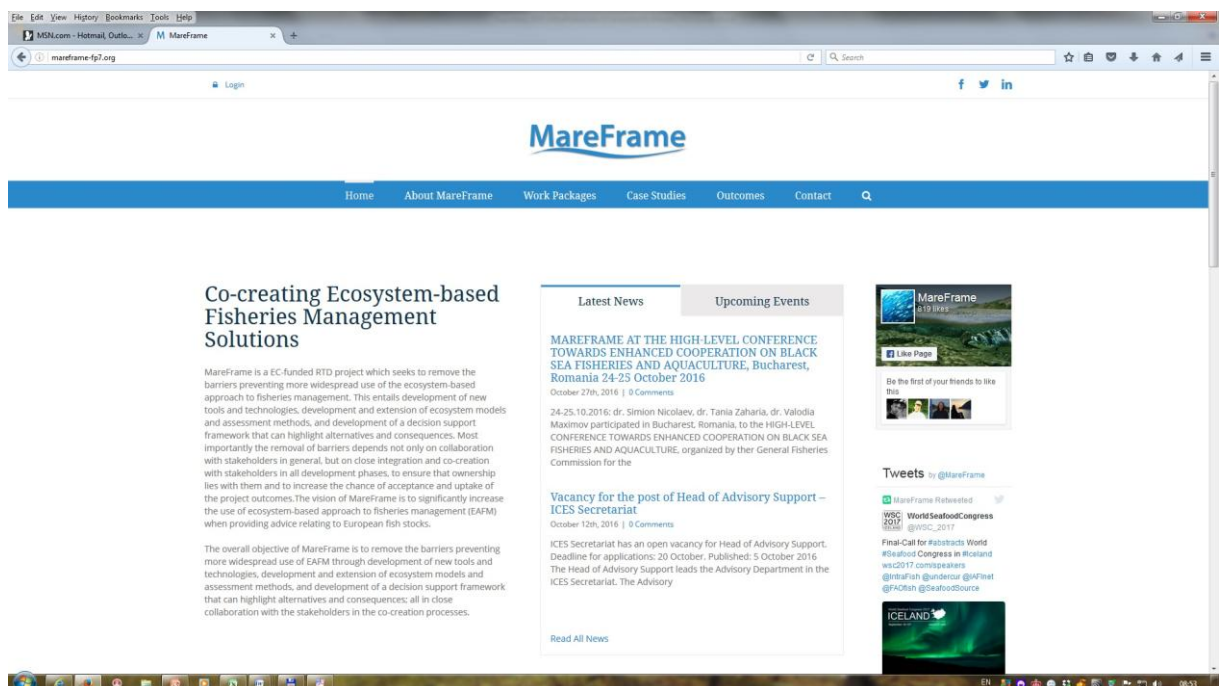 File Edit View History Bookmarks Tools Help
MSN.com - Hotmail, Outlo... × M MareFrame × +
mareframe-fp7.org Search
Login
MareFrame
Home About MareFrame Work Packages Case Studies Outcomes Contact
Co-creating Ecosystem-based
Fisheries Management
Solutions
MareFrame is a EC-funded RTD project which seeks to remove the
barriers preventing more widespread use of the ecosystem-based
approach to fisheries management. This entails development of new
tools and technologies, development and extension of ecosystem models
and assessment methods, and development of a decision support
framework that can highlight alternatives and consequences. Most
importantly the removal of barriers depends not only on collaboration
with stakeholders in general, but on close integration and co-creation
with stakeholders in all development phases, to ensure that ownership
lies with them and to increase the chance of acceptance and uptake of
the project outcomes.The vision of MareFrame is to significantly increase
the use of ecosystem-based approach to fisheries management (EAFM)
when providing advice relating to European fish stocks.
The overall objective of MareFrame is to remove the barriers preventing
more widespread use of EAFM through development of new tools and
technologies, development and extension of ecosystem models and
assessment methods, and development of a decision support framework
that can highlight alternatives and consequences; all in close
collaboration with the stakeholders in the co-creation processes.
Latest News Upcoming Events
MAREFRAME AT THE HIGH-LEVEL CONFERENCE
TOWARDS ENHANCED COOPERATION ON BLACK
SEA FISHERIES AND AQUACULTURE, Bucharest,
Romania 24-25 October 2016
October 27th, 2016 | 0 Comments
24-25.10.2016: dr. Simion Nicolaev, dr. Tania Zaharia, dr. Valodia
Maximov participated in Bucharest, Romania, to the HIGH-LEVEL
CONFERENCE TOWARDS ENHANCED COOPERATION ON BLACK SEA
FISHERIES AND AQUACULTURE, organized by ther General Fisheries
Commission for the
Vacancy for the post of Head of Advisory Support –
ICES Secretariat
October 12th, 2016 | 0 Comments
ICES Secretariat has an open vacancy for Head of Advisory Support.
Deadline for applications: 20 October. Published: 5 October 2016
The Head of Advisory Support leads the Advisory Department in the
ICES Secretariat. The Advisory
Read All News
MareFrame
819 likes
Like Page
Be the first of your friends to like
this
Tweets by @MareFrame
MareFrame Retweeted
WSC 2017 WorldSeafoodCongress
@WSC_2017
Final-Call for #abstracts World
#Seafood Congress in #Iceland
wsc2017.com/speakers
@IntraFish @undercur @IAFInet
@FAOfish @SeafoodSource
ICELAND
EN 08:53